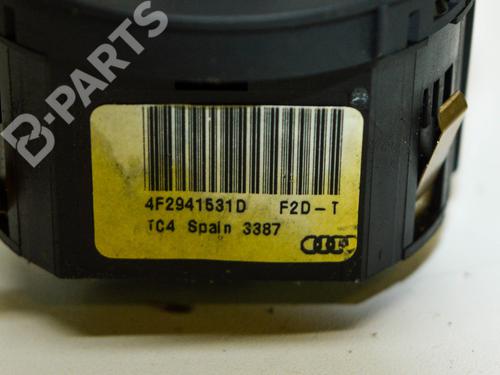 B-PARTS
4F2941531D F2D-T
TC4 Spain 3387